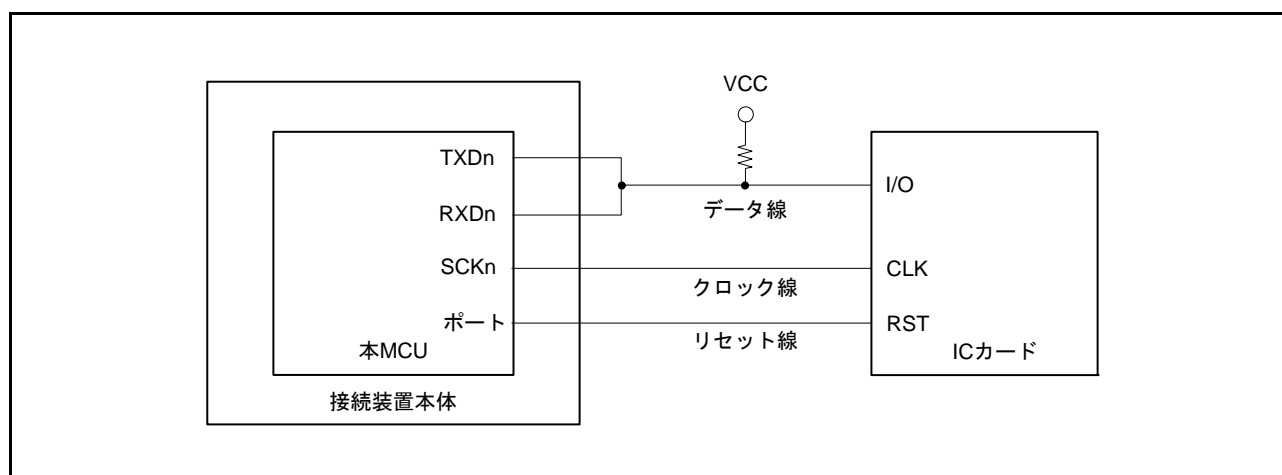 VCC
TXDn
I/O
データ線
RXDn
SCKn
CLK
クロック線
ポート
RST
リセット線
本MCU
ICカード
接続装置本体